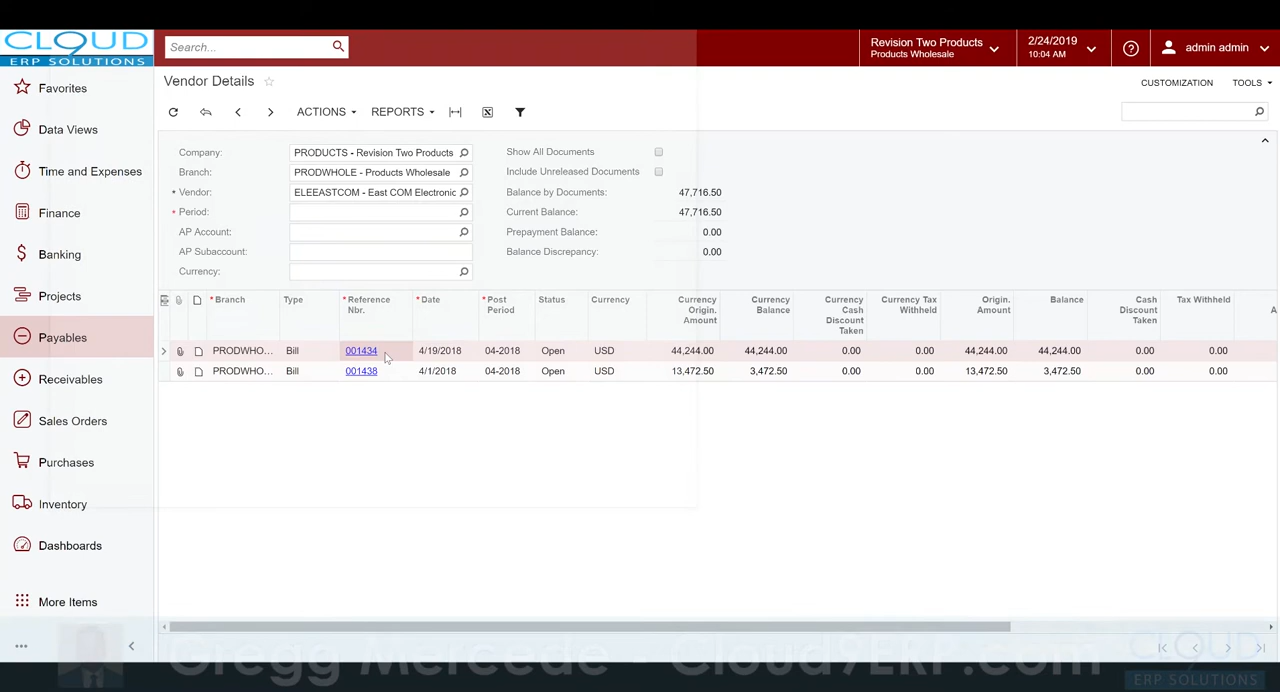 CLOUD 9
ERP SOLUTIONS
Search...
Revision Two Products
Products Wholesale
2/24/2019
10:04 AM
admin admin
Favorites
Data Views
Time and Expenses
Finance
Banking
Projects
Payables
Receivables
Sales Orders
Purchases
Inventory
Dashboards
More Items
Vendor Details
CUSTOMIZATION TOOLS
ACTIONS REPORTS
Company: PRODUCTS - Revision Two Products
Branch: PRODWHOLE - Products Wholesale
* Vendor: ELEEASTCOM - East COM Electronic
* Period:
AP Account:
AP Subaccount:
Currency:
Show All Documents
Include Unreleased Documents
Balance by Documents: 47,716.50
Current Balance: 47,716.50
Prepayment Balance: 0.00
Balance Discrepancy: 0.00
* Branch Type * Reference Nbr. * Date * Post Period Status Currency Currency Origin. Amount Currency Balance Currency Cash Discount Taken Currency Tax Withheld Origin. Amount Balance Cash Discount Taken Tax Withheld A
PRODWHO... Bill 001434 4/19/2018 04-2018 Open USD 44,244.00 44,244.00 0.00 0.00 44,244.00 44,244.00 0.00 0.00
PRODWHO... Bill 001438 4/1/2018 04-2018 Open USD 13,472.50 3,472.50 0.00 0.00 13,472.50 3,472.50 0.00 0.00
Gregg Mercede - Cloud9ERP.com
CLOUD 9
ERP SOLUTIONS